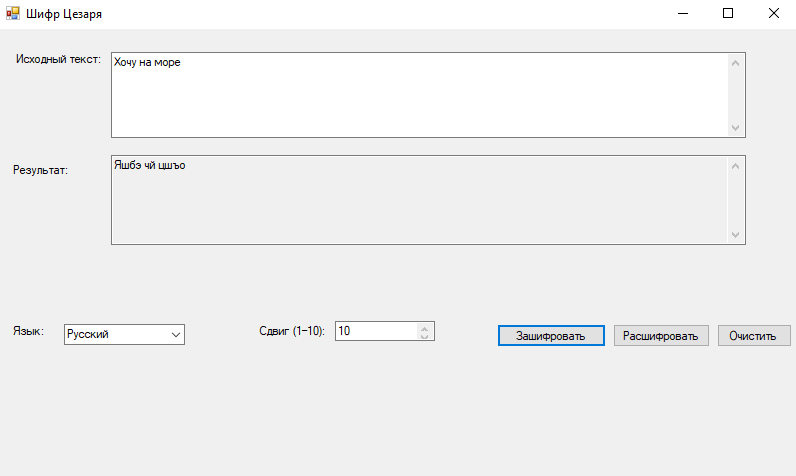 Шифр Цезаря
Исходный текст:
Хочу на море
Результат:
Яшбэ чй цшъо
Язык:
Русский
Сдвиг (1-10):
10
Зашифровать
Расшифровать
Очистить